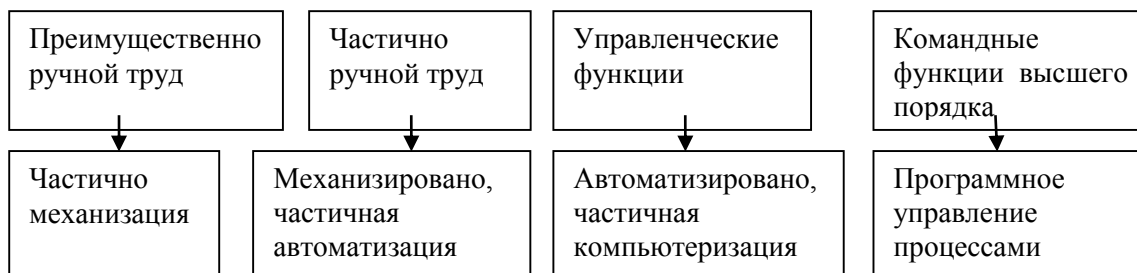 Преимущественно
ручной труд
Частично
ручной труд
Управленческие
функции
Командные
функции высшего
порядка
Частично
механизация
Механизировано,
частичная
автоматизация
Автоматизировано,
частичная
компьютеризация
Программное
управление
процессами